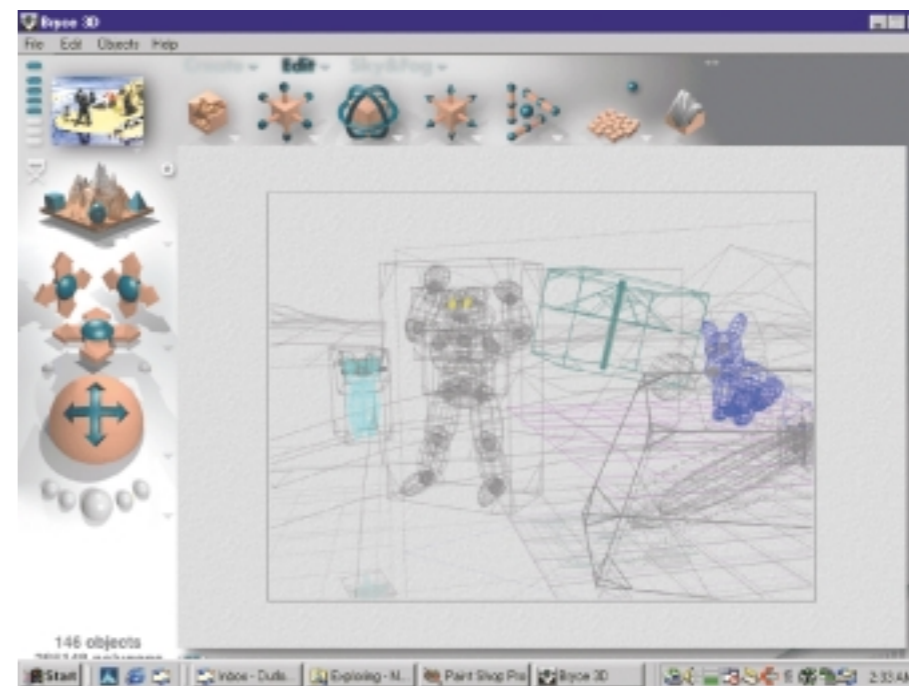 Bryce 3D
File Edit Objects Help
Create Edit Sky&Fog
146 objects
Start Inbox - Outlo... Exploring - M... Paint Shop Pro Bryce 3D 2:33 AM